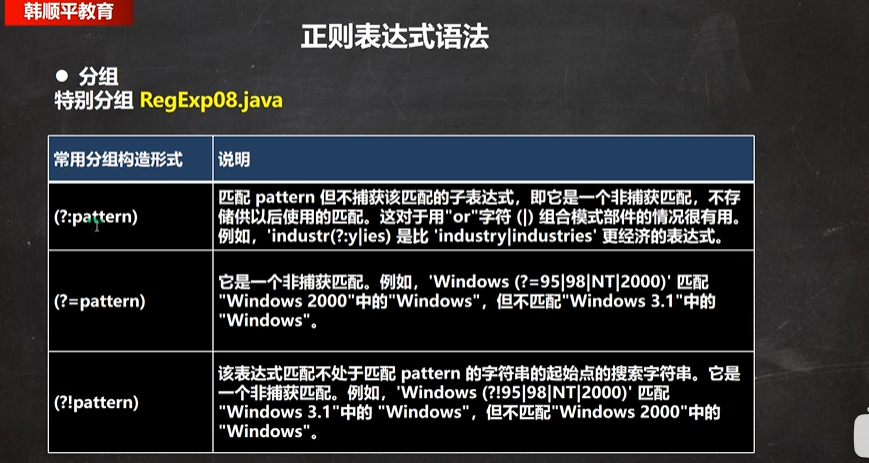 韩顺平教育
正则表达式语法
● 分组
特别分组 RegExp08.java
常用分组构造形式
说明
(?:pattern)
匹配 pattern 但不捕获该匹配的子表达式，即它是一个非捕获匹配，不存
储供以后使用的匹配。这对于用"or"字符 (|) 组合模式部件的情况很有用。
例如，'industr(?:y|ies) 是比 'industry|industries' 更经济的表达式。
(?=pattern)
它是一个非捕获匹配。例如，'Windows (?=95|98|NT|2000)' 匹配
"Windows 2000"中的"Windows"，但不匹配"Windows 3.1"中的
"Windows"。
(?!pattern)
该表达式匹配不处于匹配 pattern 的字符串的起始点的搜索字符串。它是
一个非捕获匹配。例如，'Windows (?!95|98|NT|2000)' 匹配
"Windows 3.1"中的 "Windows"，但不匹配"Windows 2000"中的
"Windows"。